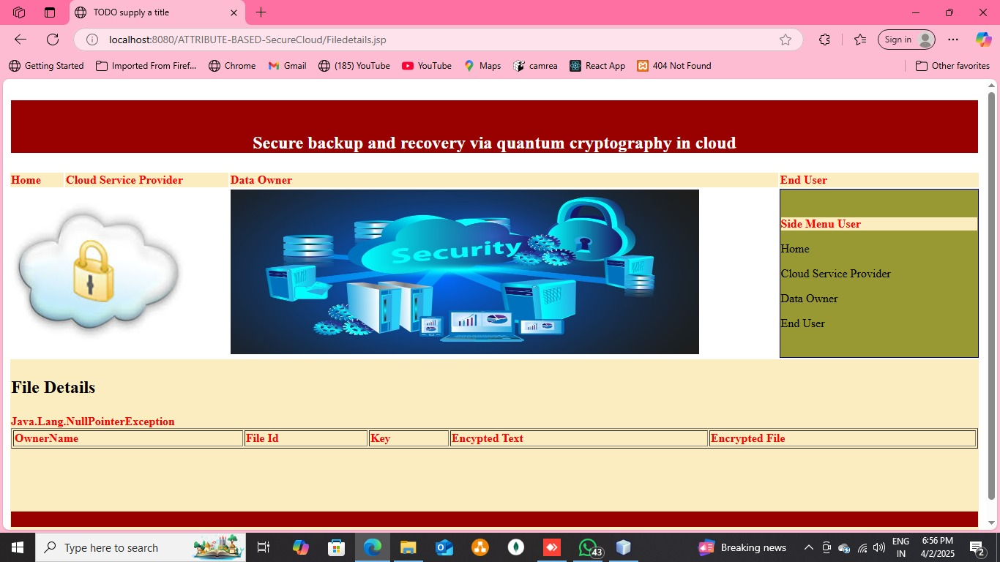 TODO supply a title
localhost:8080/ATTRIBUTE-BASED-SecureCloud/Filedetails.jsp
Sign in
Getting Started
Imported From Firef...
Chrome
Gmail
(185) YouTube
YouTube
Maps
camrea
React App
404 Not Found
Other favorites
Secure backup and recovery via quantum cryptography in cloud
Home Cloud Service Provider Data Owner End User
Security
Side Menu User
Home
Cloud Service Provider
Data Owner
End User
File Details
Java.Lang.NullPointerException
OwnerName File Id Key Encypted Text Encrypted File
Type here to search
43
Breaking news
ENG
IN
6:56 PM
4/2/2025
2